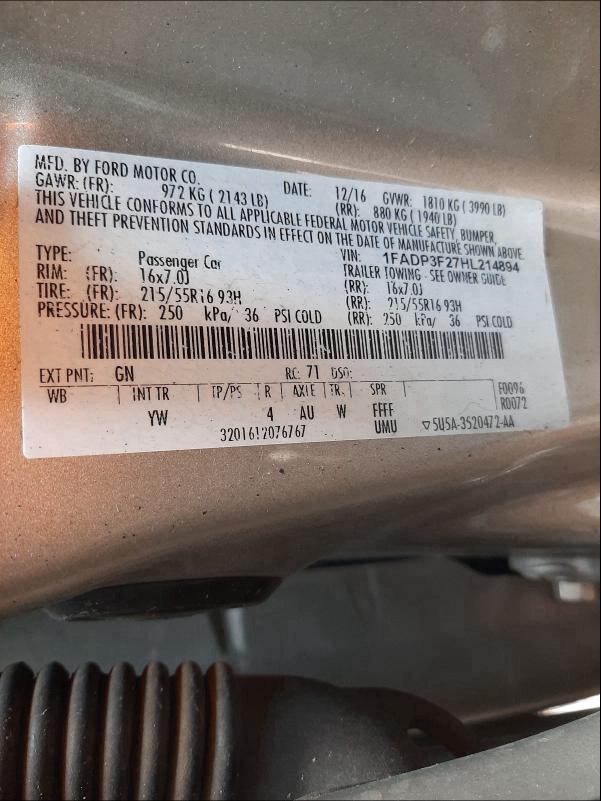 MFD. BY FORD MOTOR CO. DATE: 12/16 GVWR: 1810 KG ( 3990 LB)
GAWR: (FR): 972 KG ( 2143 LB) (RR): 880 KG ( 1940 LB)
THIS VEHICLE CONFORMS TO ALL APPLICABLE FEDERAL MOTOR VEHICLE SAFETY, BUMPER,
AND THEFT PREVENTION STANDARDS IN EFFECT ON THE DATE OF MANUFACTURE SHOWN ABOVE.
VIN: 1FADP3F27HL214894
TYPE: Passenger Car TRAILER TOWING - SEE OWNER GUIDE
RIM: (FR): 16x7.0J (RR): 16x7.0J
TIRE: (FR): 215/55R16 93H (RR): 215/55R16 93H
PRESSURE: (FR): 250 kPa/ 36 PSI COLD (RR): 250 kPa/ 36 PSI COLD
EXT PNT: GN RC: 71 DSO: F0096
WB INT TR TP/PS R AXLE TR SPR R0072
YW 4 AU W FFFF
3201612076767 UMU ▽5U5A-3520472-AA